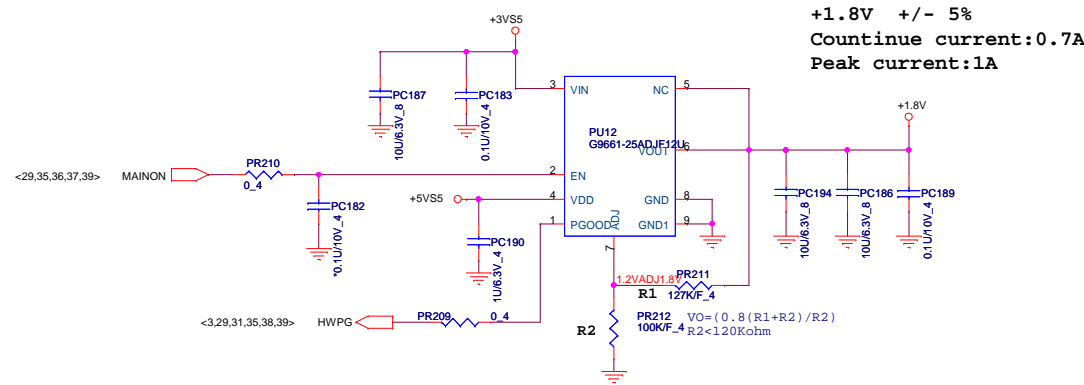 +1.8V +/- 5%
Countinue current:0.7A
Peak current:1A
+3VS5
PC187
10U/6.3V_8
PC183
0.1U/10V_4
3
VIN
NC
5
PU12
G9661-25ADJF12U
+1.8V
VOUT
6
<29,35,36,37,39>
MAINON
PR210
0_4
2
EN
PC182
*0.1U/10V_4
+5VS5
4
VDD
GND
8
1
PGOOD
ADJ
GND1
9
PC190
1U/6.3V_4
PC194
10U/6.3V_8
PC186
10U/6.3V_8
PC189
0.1U/10V_4
7
1.2VADJ1.8V
PR211
R1
127K/F_4
<3,29,31,35,38,39>
HWPG
PR209
0_4
R2
PR212
100K/F_4
VO=(0.8(R1+R2)/R2)
R2<120Kohm